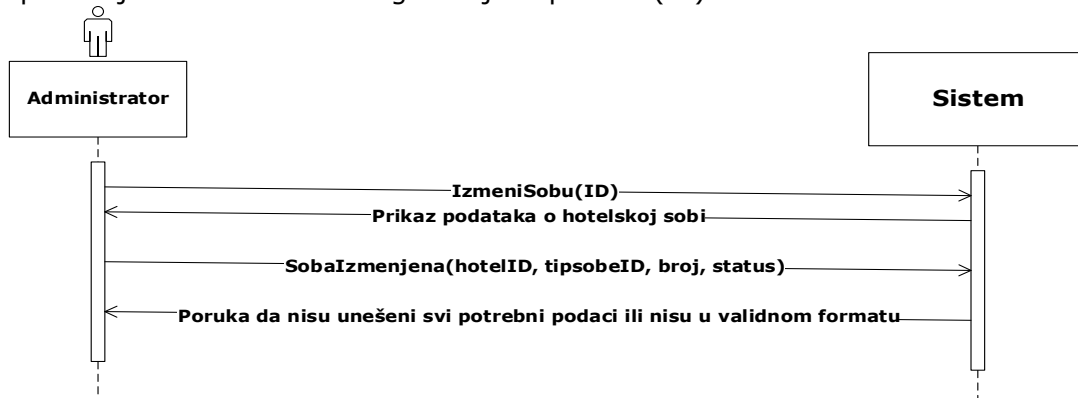 Administrator
Sistem
IzmeniSobu(ID)
Prikaz podataka o hotelskoj sobi
SobaIzmenjena(hotelID, tipsobeID, broj, status)
Poruka da nisu unešeni svi potrebni podaci ili nisu u validnom formatu